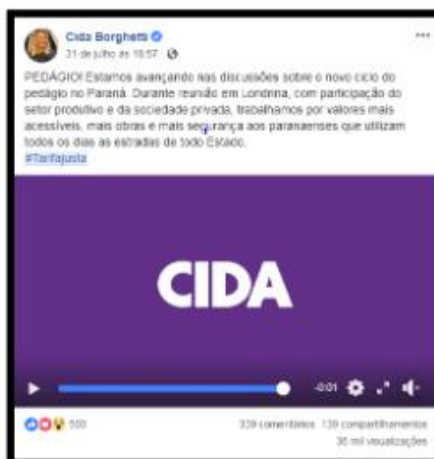 Cida Borghetti
31 de julho às 18:57
PEDÁGIO! Estamos avançando nas discussões sobre o novo ciclo do
pedágio no Paraná. Durante reunião em Londrina, com participação do
setor produtivo e da sociedade privada, trabalhamos por valores mais
acessíveis, mais obras e mais segurança aos paranaenses que utilizam
todos os dias as estradas de todo Estado.
#Tarifajusta
CIDA
-0:01
comentários compartilhamentos
36 mil visualizações